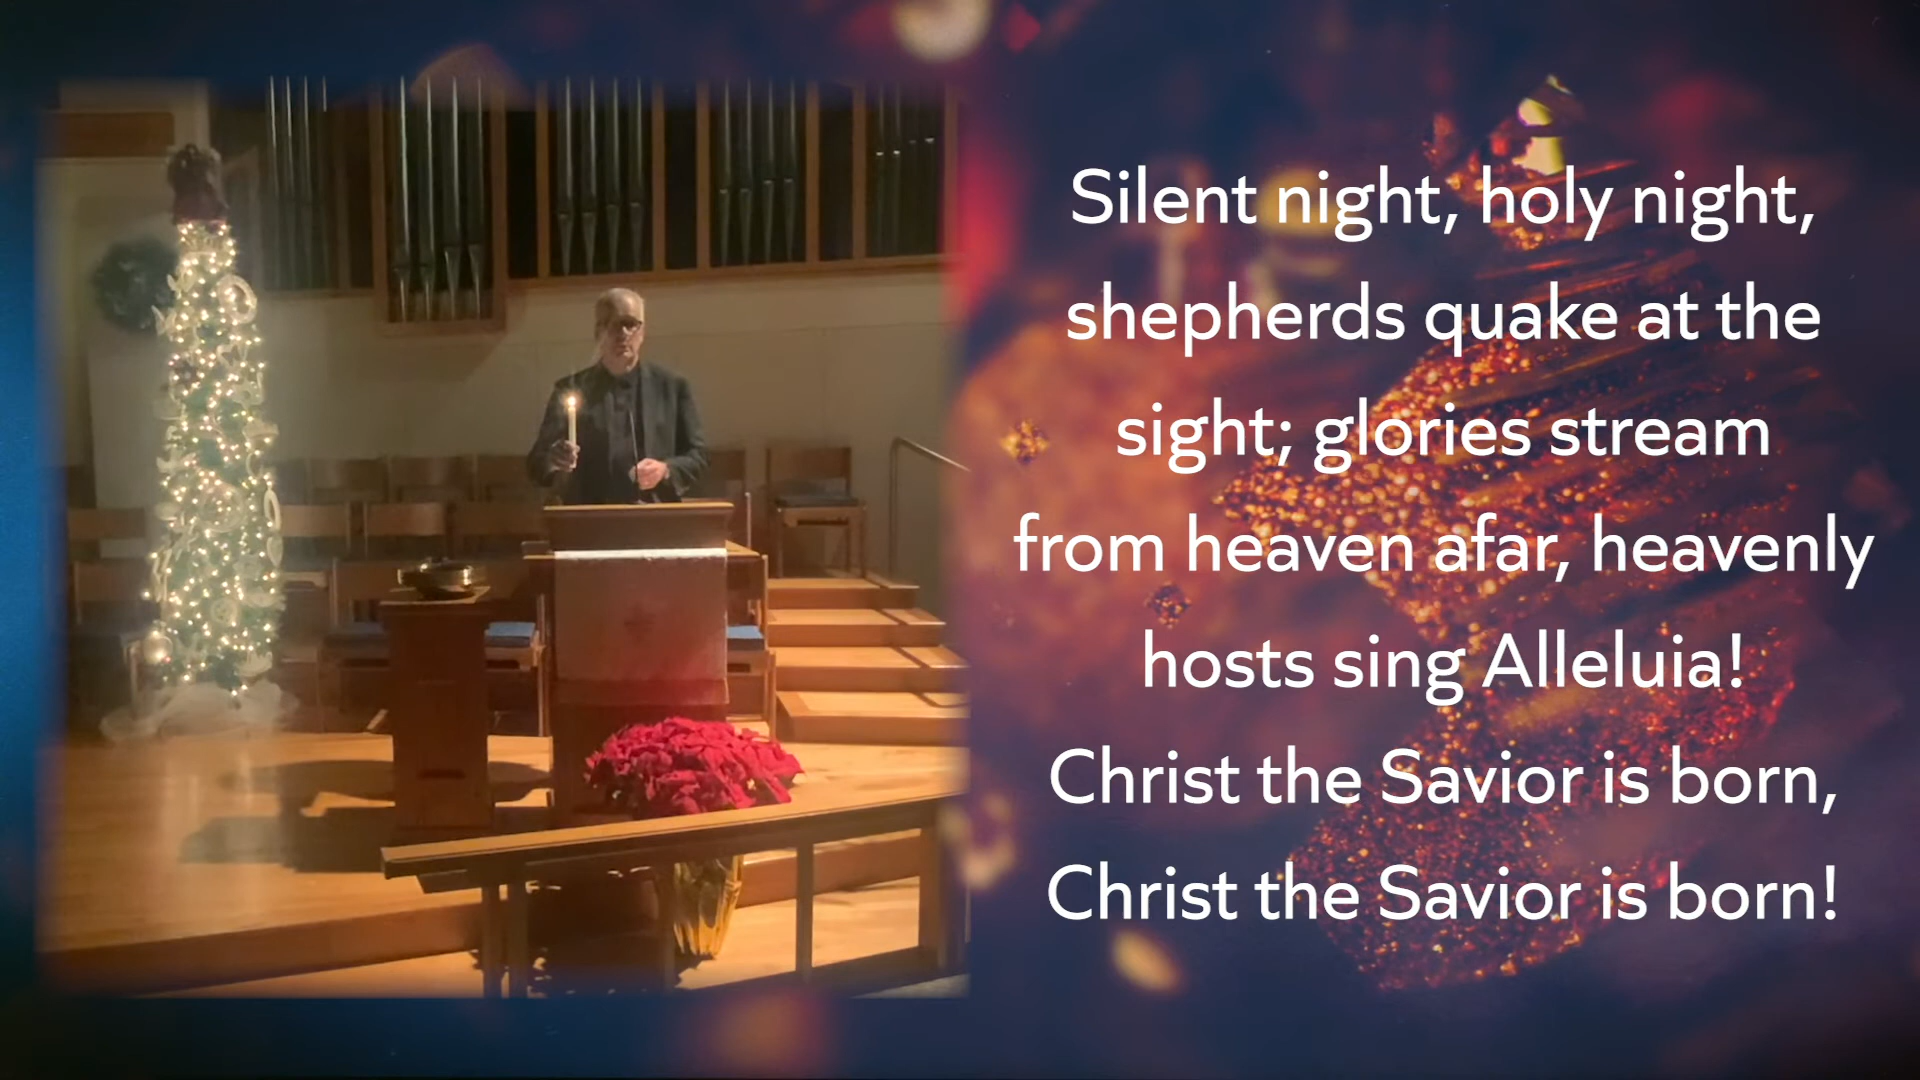 Silent night, holy night,
shepherds quake at the
sight; glories stream
from heaven afar, heavenly
hosts sing Alleluia!
Christ the Savior is born,
Christ the Savior is born!